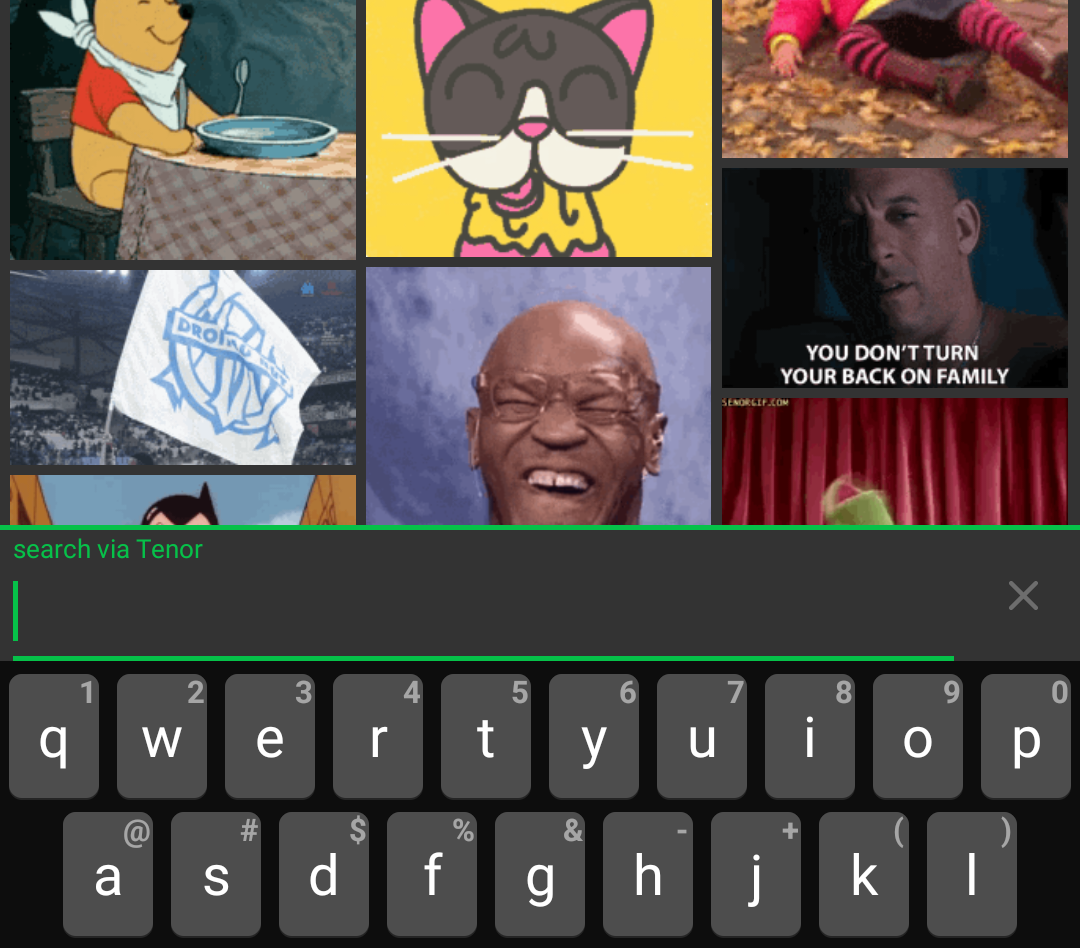 DROIT AU BUT
YOU DON'T TURN
YOUR BACK ON FAMILY
SENORGIF.COM
search via Tenor
1 2 3 4 5 6 7 8 9 0
q w e r t y u i o p
@ # $ % & - + ( )
a s d f g h j k l